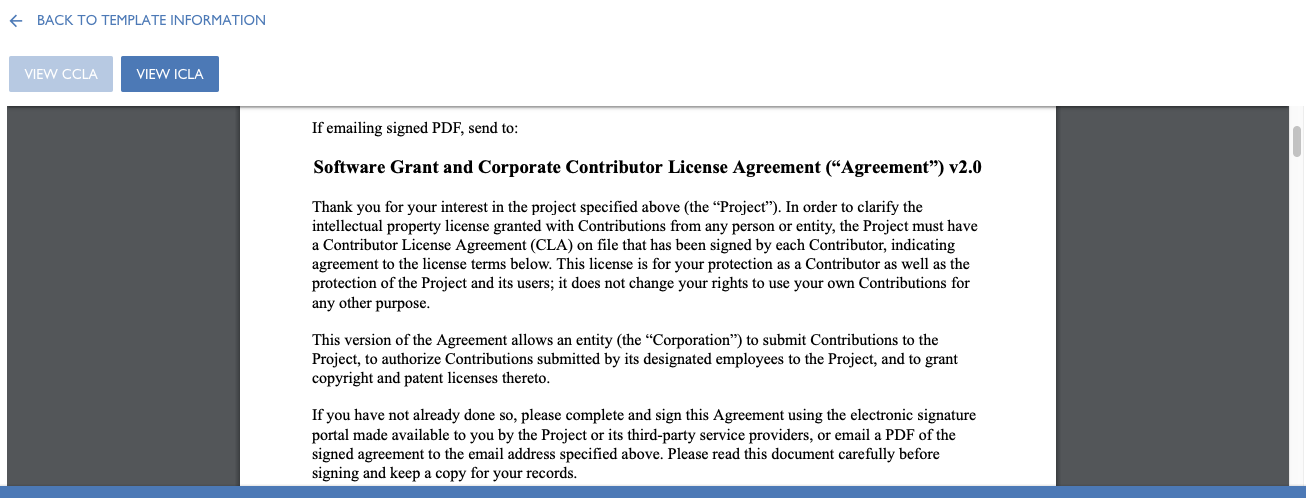 BACK TO TEMPLATE INFORMATION
VIEW CCLA
VIEW ICLA
If emailing signed PDF, send to:
Software Grant and Corporate Contributor License Agreement (“Agreement”) v2.0
Thank you for your interest in the project specified above (the “Project”). In order to clarify the
intellectual property license granted with Contributions from any person or entity, the Project must have
a Contributor License Agreement (CLA) on file that has been signed by each Contributor, indicating
agreement to the license terms below. This license is for your protection as a Contributor as well as the
protection of the Project and its users; it does not change your rights to use your own Contributions for
any other purpose.
This version of the Agreement allows an entity (the “Corporation”) to submit Contributions to the
Project, to authorize Contributions submitted by its designated employees to the Project, and to grant
copyright and patent licenses thereto.
If you have not already done so, please complete and sign this Agreement using the electronic signature
portal made available to you by the Project or its third-party service providers, or email a PDF of the
signed agreement to the email address specified above. Please read this document carefully before
signing and keep a copy for your records.